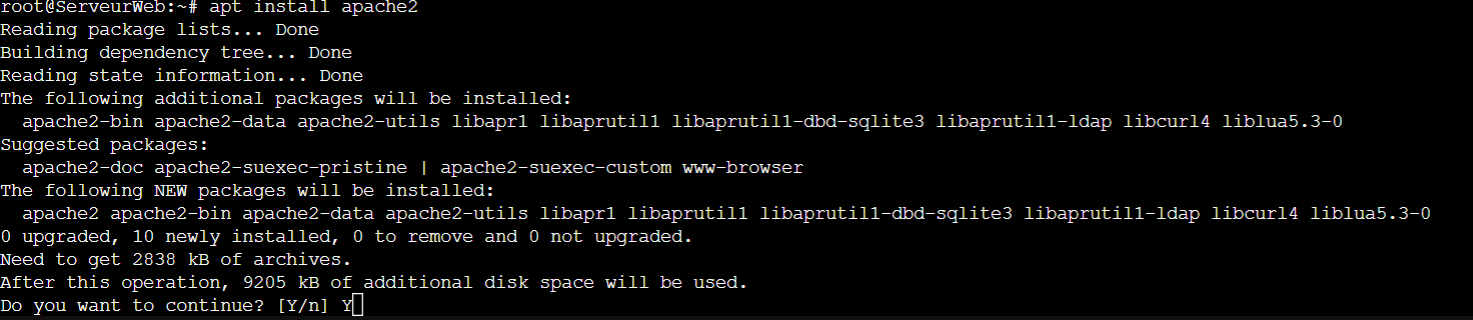 root@ServeurWeb:~# apt install apache2
Reading package lists... Done
Building dependency tree... Done
Reading state information... Done
The following additional packages will be installed:
  apache2-bin apache2-data apache2-utils libapr1 libaprutil1 libaprutil1-dbd-sqlite3 libaprutil1-ldap libcurl4 liblua5.3-0
Suggested packages:
  apache2-doc apache2-suexec-pristine | apache2-suexec-custom www-browser
The following NEW packages will be installed:
  apache2 apache2-bin apache2-data apache2-utils libapr1 libaprutil1 libaprutil1-dbd-sqlite3 libaprutil1-ldap libcurl4 liblua5.3-0
0 upgraded, 10 newly installed, 0 to remove and 0 not upgraded.
Need to get 2838 kB of archives.
After this operation, 9205 kB of additional disk space will be used.
Do you want to continue? [Y/n] Y